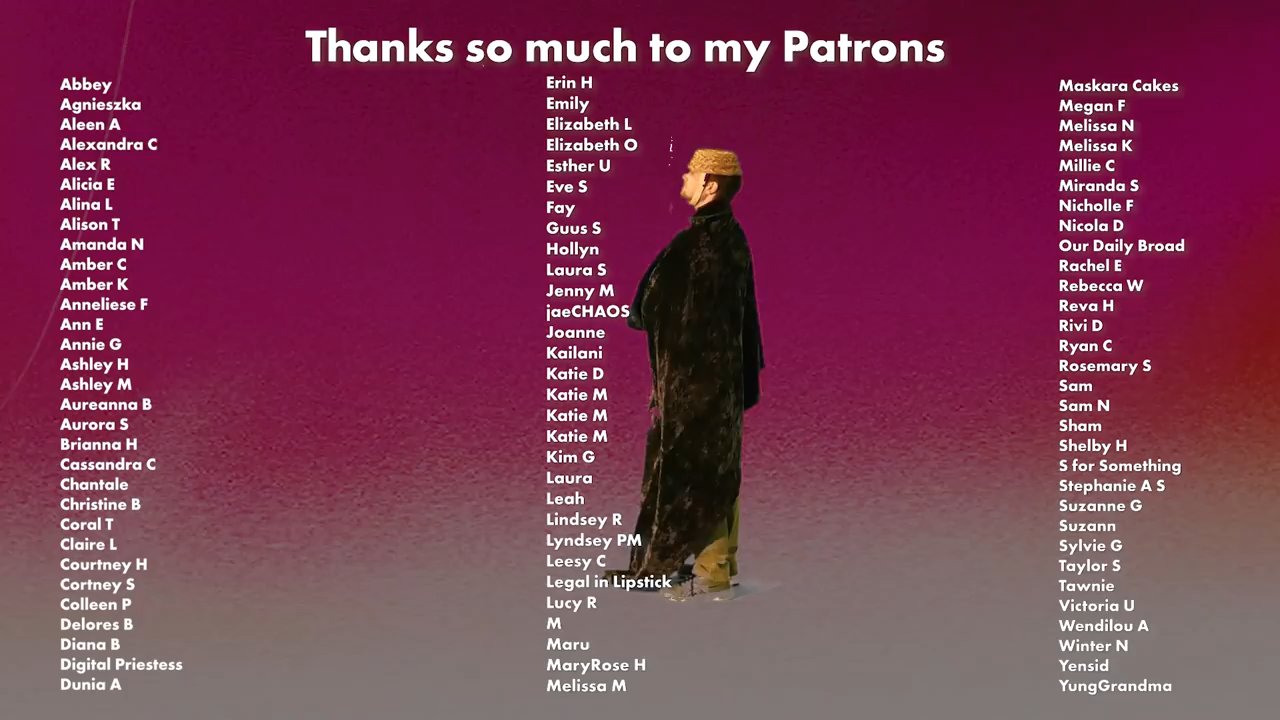 Thanks so much to my Patrons
Abbey
Agnieszka
Aleen A
Alexandra C
Alex R
Alicia E
Alina L
Alison T
Amanda N
Amber C
Amber K
Anneliese F
Ann E
Annie G
Ashley H
Ashley M
Aureanna B
Aurora S
Brianna H
Cassandra C
Chantale
Christine B
Coral T
Claire L
Courtney H
Cortney S
Colleen P
Delores B
Diana B
Digital Priestess
Dunia A
Erin H
Emily
Elizabeth L
Elizabeth O
Esther U
Eve S
Fay
Guus S
Hollyn
Laura S
Jenny M
jaeCHAOS
Joanne
Kailani
Katie D
Katie M
Katie M
Katie M
Kim G
Laura
Leah
Lindsey R
Lyndsey PM
Leesy C
Legal in Lipstick
Lucy R
M
Maru
MaryRose H
Melissa M
Maskara Cakes
Megan F
Melissa N
Melissa K
Millie C
Miranda S
Nicholle F
Nicola D
Our Daily Broad
Rachel E
Rebecca W
Reva H
Rivi D
Ryan C
Rosemary S
Sam
Sam N
Sham
Shelby H
S for Something
Stephanie A S
Suzanne G
Suzann
Sylvie G
Taylor S
Tawnie
Victoria U
Wendilou A
Winter N
Yensid
YungGrandma